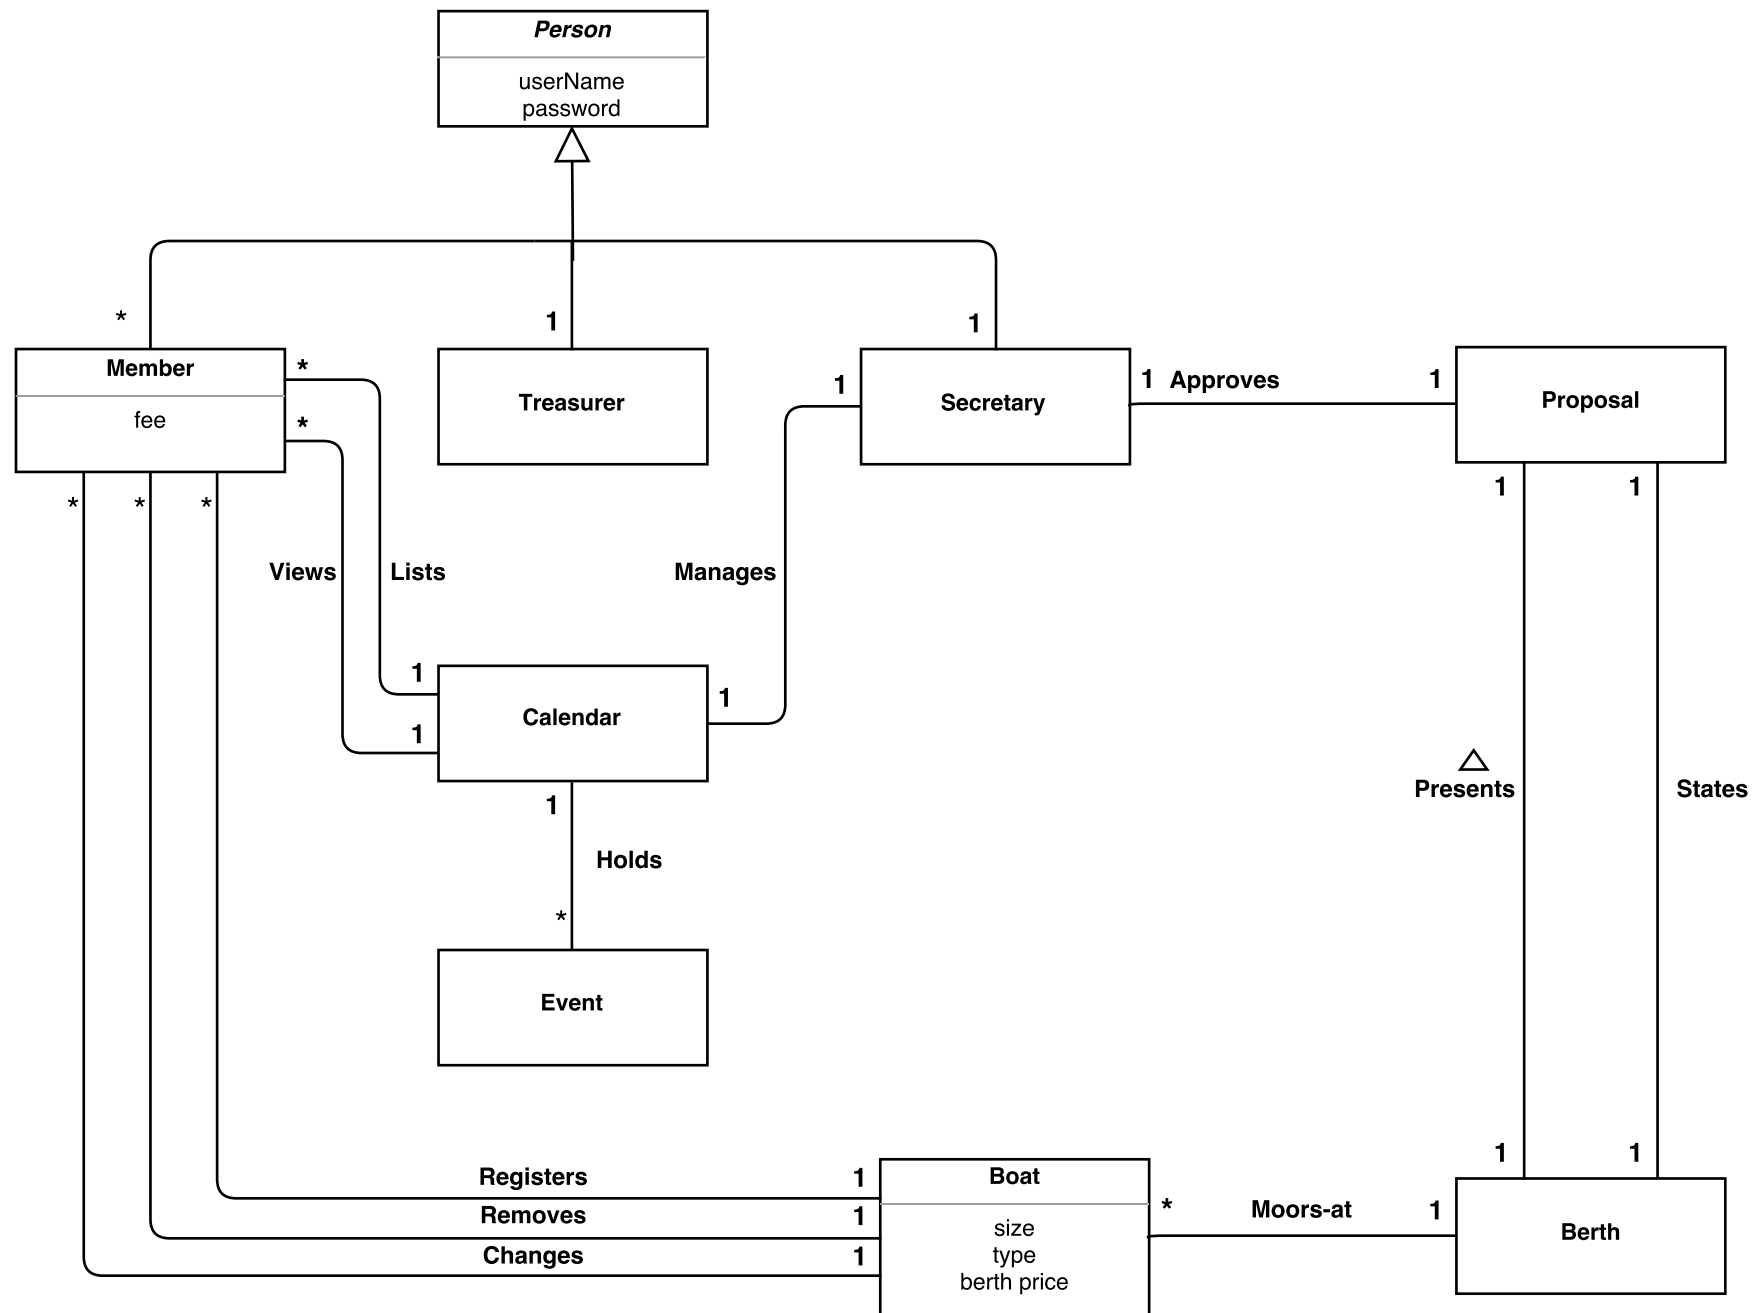 Person
userName
password
*
1
1
Member
fee
*
*
Treasurer
1
Secretary
1
Approves
1
Proposal
*
*
*
1
1
Views
Lists
Manages
1
1
Calendar
1
1
Holds
*
Presents
States
Event
1
1
Registers
1
Removes
1
Changes
1
Boat
size
type
berth price
*
Moors-at
1
Berth